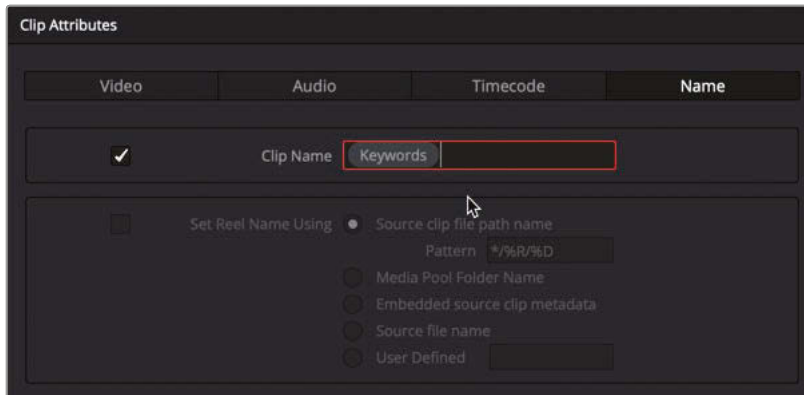 Clip Attributes
Video Audio Timecode Name
Clip Name Keywords
Set Reel Name Using Source clip file path name
Pattern */%R/%D
Media Pool Folder Name
Embedded source clip metadata
Source file name
User Defined